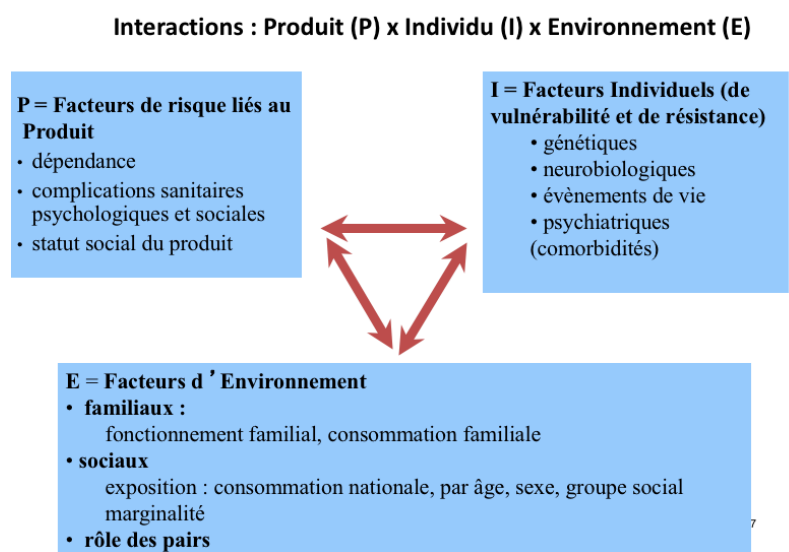 Interactions : Produit (P) x Individu (I) x Environnement (E)
P = Facteurs de risque liés au
Produit
• dépendance
• complications sanitaires
psychologiques et sociales
• statut social du produit
I = Facteurs Individuels (de
vulnérabilité et de résistance)
• génétiques
• neurobiologiques
• évènements de vie
• psychiatriques
(comorbidités)
E = Facteurs d ’Environnement
• familiaux :
fonctionnement familial, consommation familiale
• sociaux
exposition : consommation nationale, par âge, sexe, groupe social
marginalité
• rôle des pairs
7